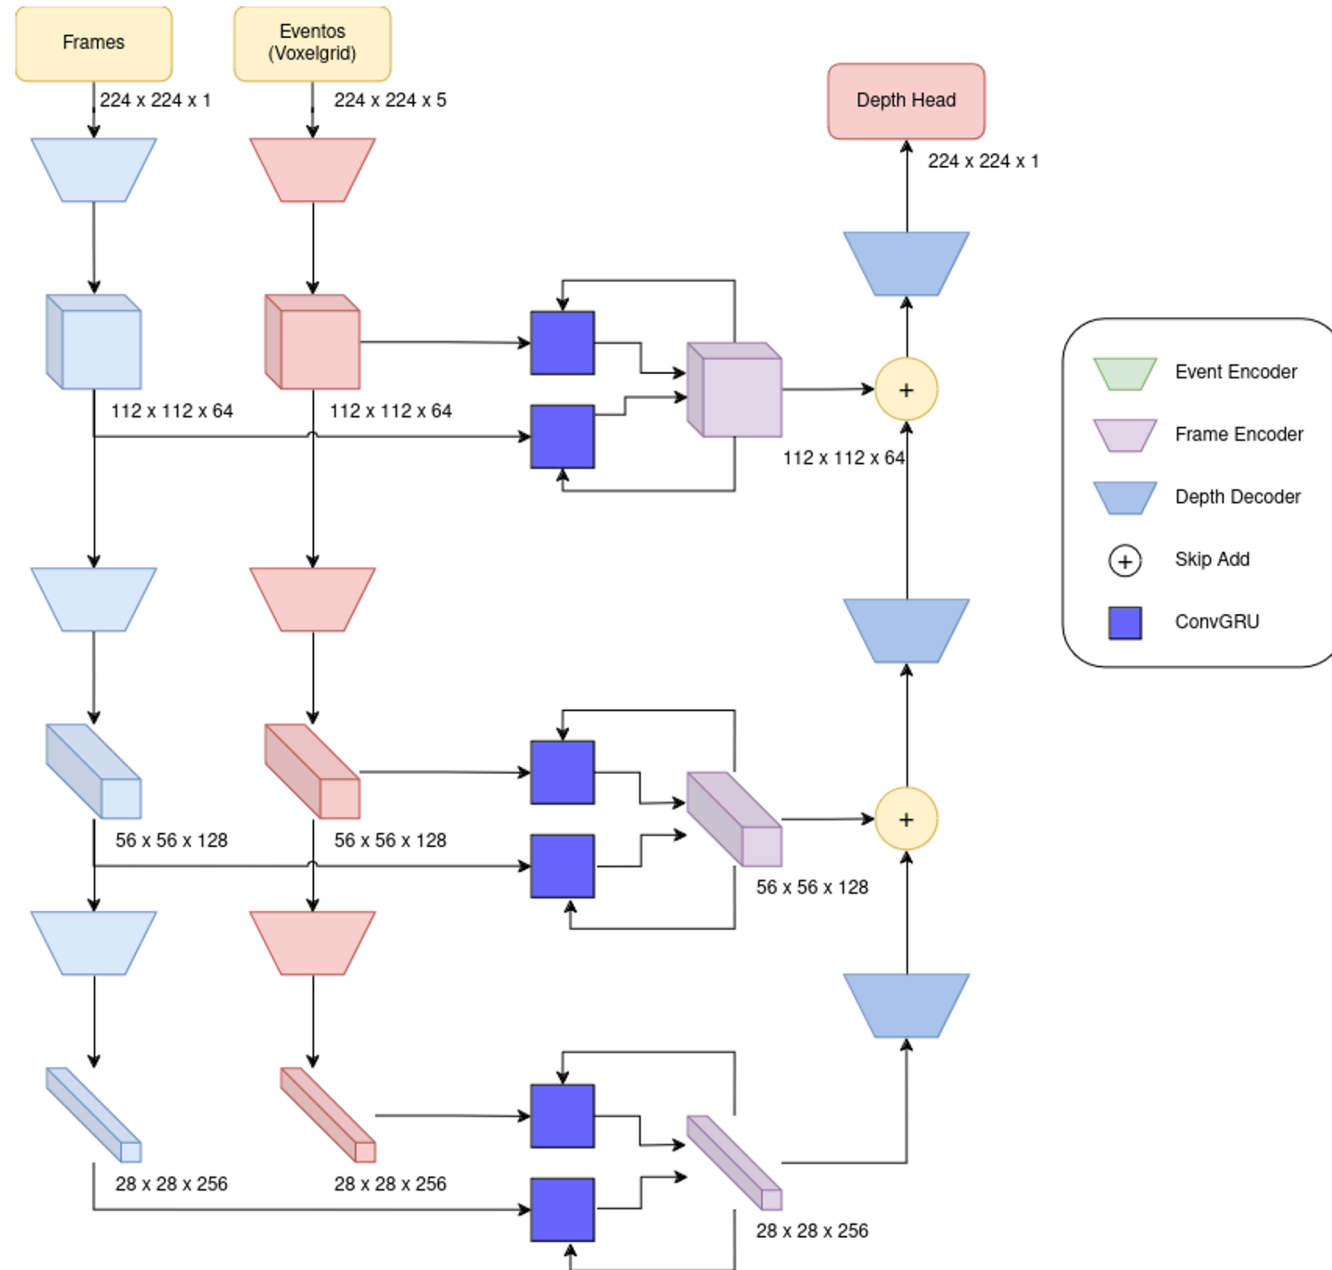 Frames
Eventos
(Voxelgrid)
224 x 224 x 1
224 x 224 x 5
Depth Head
224 x 224 x 1
112 x 112 x 64
112 x 112 x 64
112 x 112 x 64
Event Encoder
Frame Encoder
Depth Decoder
+
Skip Add
ConvGRU
+
56 x 56 x 128
56 x 56 x 128
56 x 56 x 128
+
28 x 28 x 256
28 x 28 x 256
28 x 28 x 256